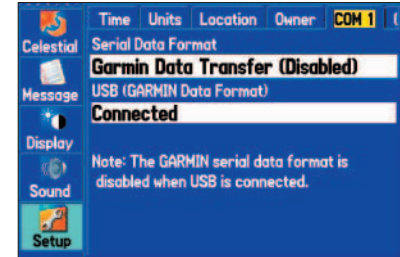 Time Units Location Owner COM 1
Celestial
Serial Data Format
Garmin Data Transfer (Disabled)
Message
USB (GARMIN Data Format)
Connected
Display
Note: The GARMIN serial data format is
disabled when USB is connected.
Sound
Setup